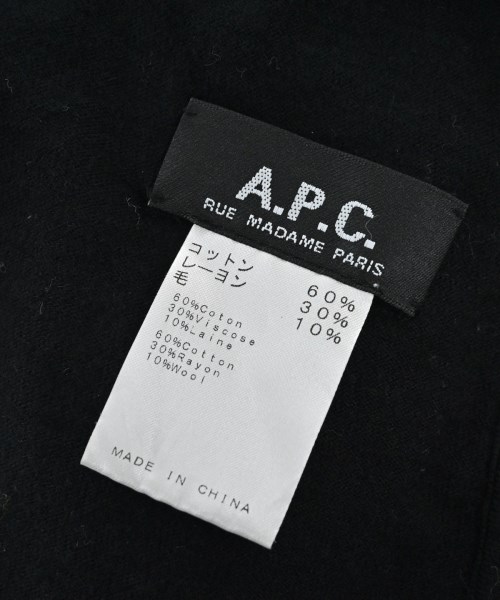 A.P.C.
RUE MADAME PARIS
コットン 60%
レーヨン 30%
毛 10%
60%Coton
30%Viscose
10%Laine
60%Cotton
30%Rayon
10%Wool
MADE IN CHINA